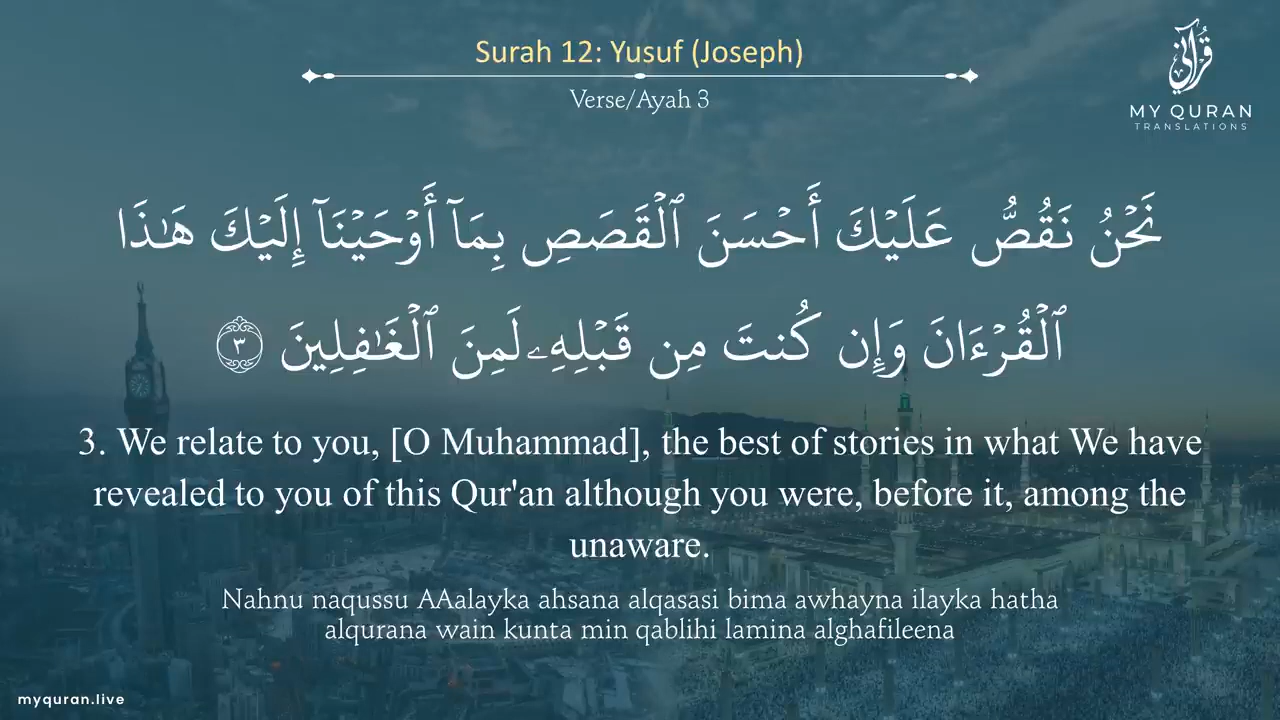 Surah 12: Yusuf (Joseph)
Verse/Ayah 3
قرآني
MY QURAN
TRANSLATIONS
نَحْنُ نَقُصُّ عَلَيْكَ أَحْسَنَ ٱلْقَصَصِ بِمَآ أَوْحَيْنَآ إِلَيْكَ هَـٰذَا
ٱلْقُرْءَانَ وَإِن كُنتَ مِن قَبْلِهِۦ لَمِنَ ٱلْغَـٰفِلِينَ ٣
3. We relate to you, [O Muhammad], the best of stories in what We have
revealed to you of this Qur'an although you were, before it, among the
unaware.
Nahnu naqussu AAalayka ahsana alqasasi bima awhayna ilayka hatha
alqurana wain kunta min qablihi lamina alghafileena
myquran.live